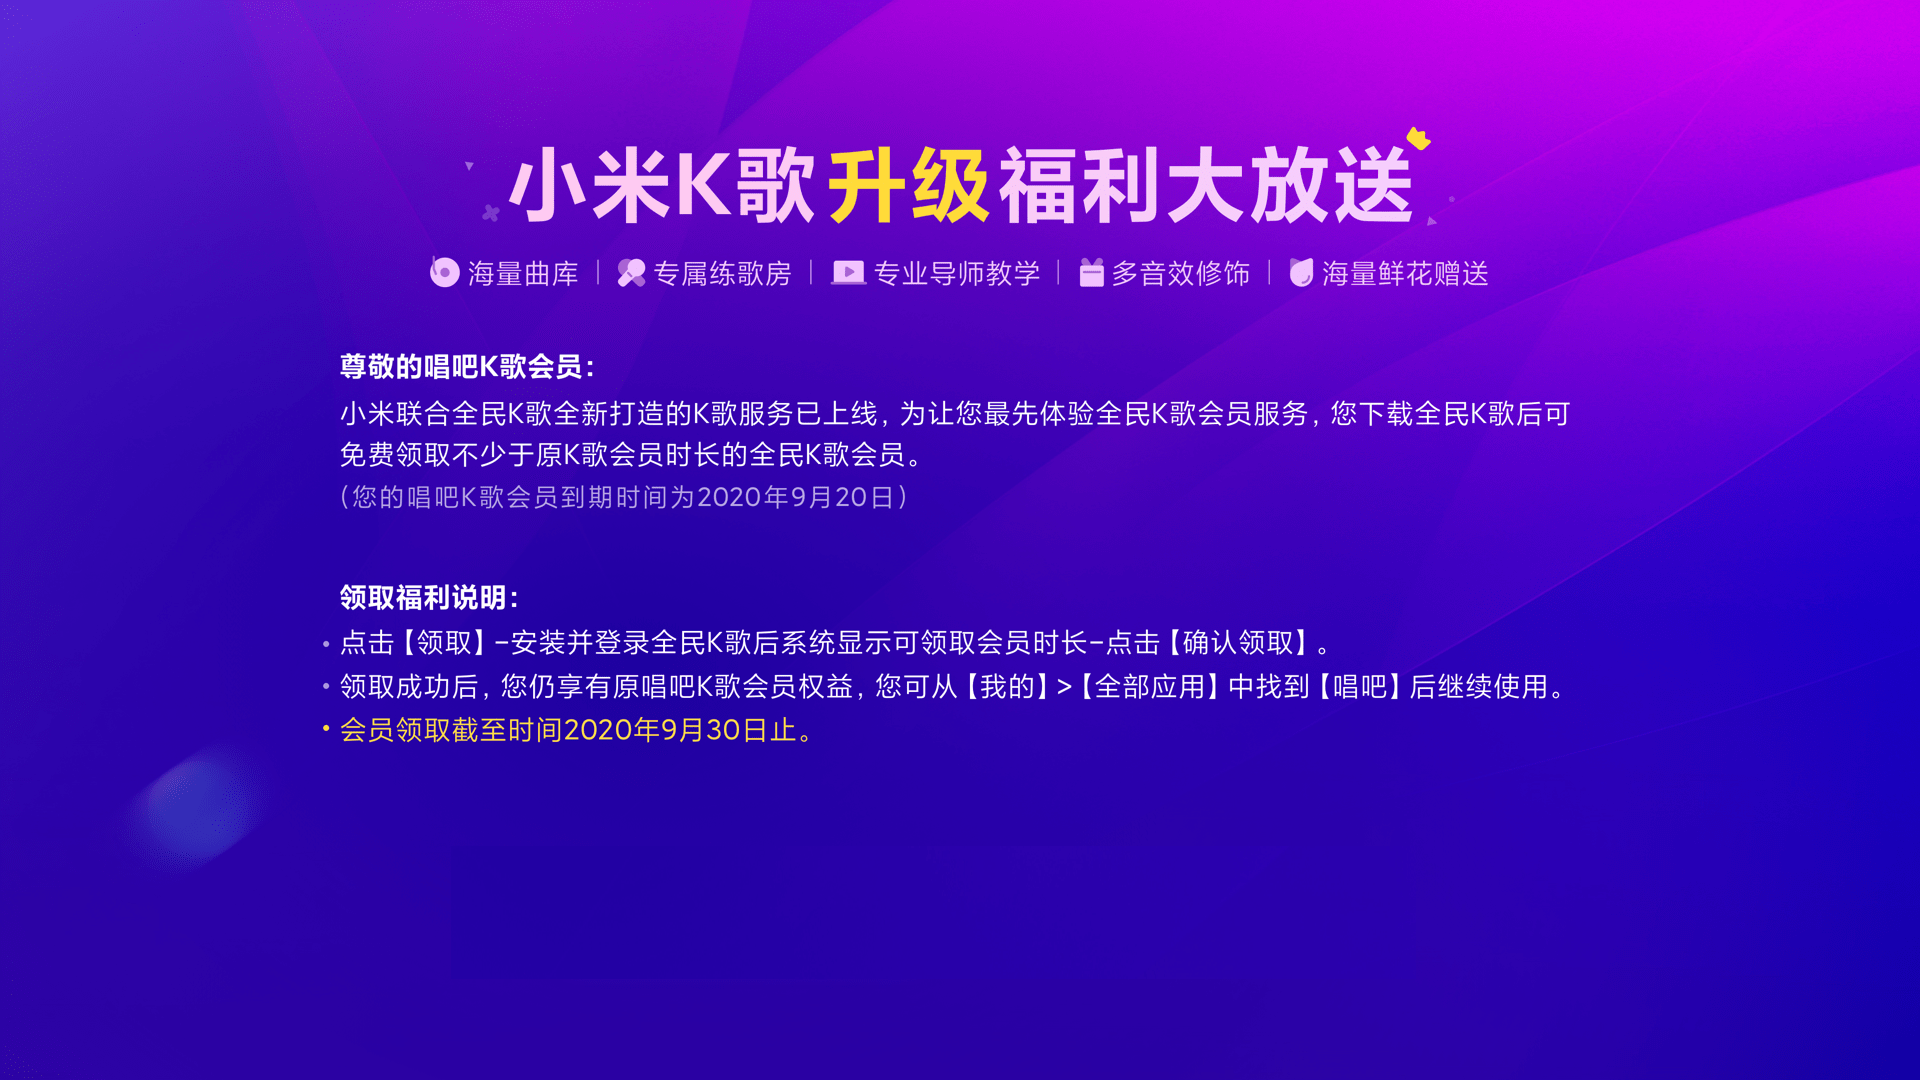 小米K歌升级福利大放送
海量曲库 | 专属练歌房 | 专业导师教学 | 多音效修饰 | 海量鲜花赠送
尊敬的唱吧K歌会员：
小米联合全民K歌全新打造的K歌服务已上线，为让您最先体验全民K歌会员服务，您下载全民K歌后可
免费领取不少于原K歌会员时长的全民K歌会员。
（您的唱吧K歌会员到期时间为2020年9月20日）
领取福利说明：
• 点击【领取】–安装并登录全民K歌后系统显示可领取会员时长–点击【确认领取】。
• 领取成功后，您仍享有原唱吧K歌会员权益，您可从【我的】>【全部应用】中找到【唱吧】后继续使用。
• 会员领取截至时间2020年9月30日止。